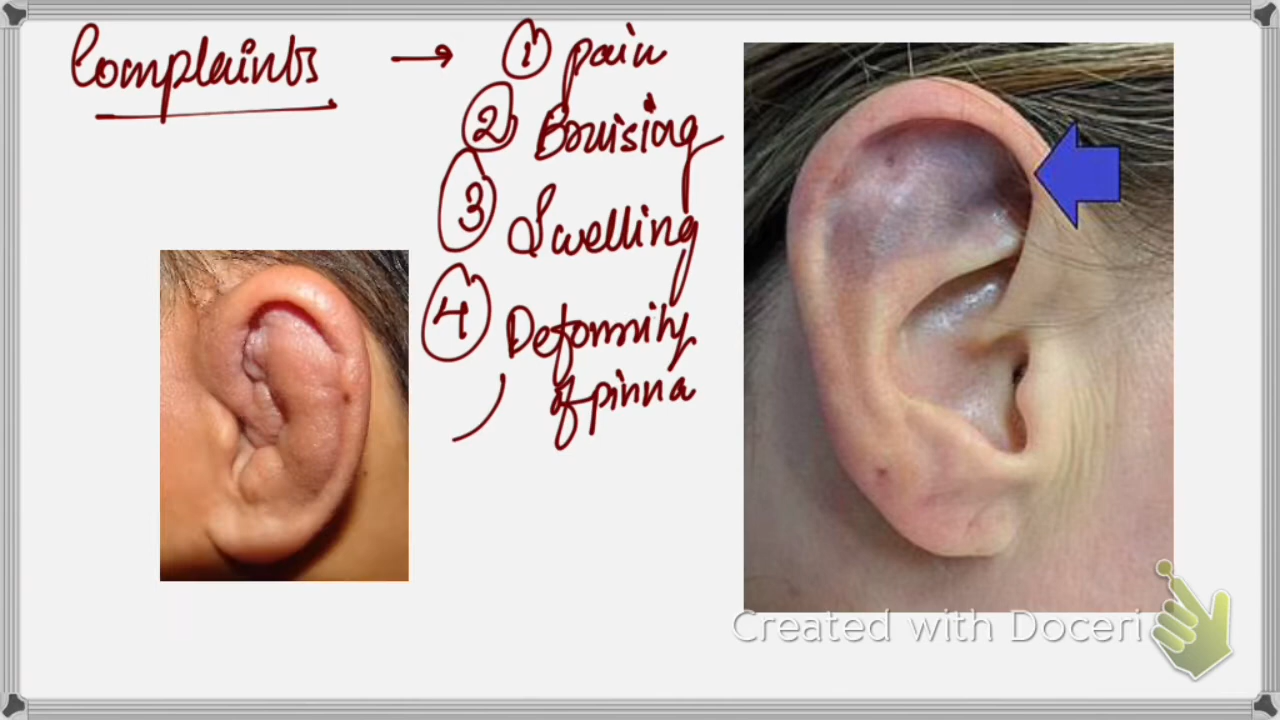 Complaints → ① pain
② Bruising
③ Swelling
④ Deformity
of pinna
Created with Doceri